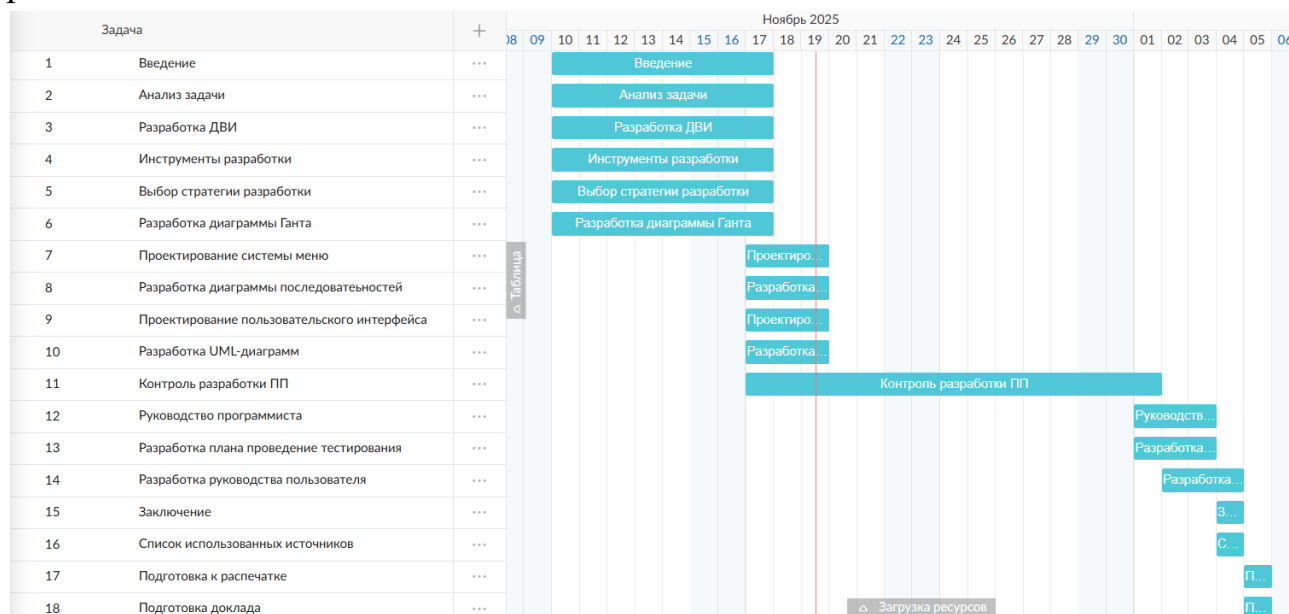 Ноябрь 2025
Задача +
08 09 10 11 12 13 14 15 16 17 18 19 20 21 22 23 24 25 26 27 28 29 30 01 02 03 04 05 06
1 Введение ... Введение
2 Анализ задачи ... Анализ задачи
3 Разработка ДВИ ... Разработка ДВИ
4 Инструменты разработки ... Инструменты разработки
5 Выбор стратегии разработки ... Выбор стратегии разработки
6 Разработка диаграммы Ганта ... Разработка диаграммы Ганта
7 Проектирование системы меню ... Проектиро...
8 Разработка диаграммы последоватеьностей ... Разработка...
9 Проектирование пользовательского интерфейса ... Проектиро...
10 Разработка UML-диаграмм ... Разработка...
11 Контроль разработки ПП ... Контроль разработки ПП
12 Руководство программиста ... Руководств...
13 Разработка плана проведение тестирования ... Разработка...
14 Разработка руководства пользователя ... Разработка...
15 Заключение ... З...
16 Список использованных источников ... С...
17 Подготовка к распечатке ... П...
18 Подготовка доклада ... П...
Таблица
Загрузка ресурсов